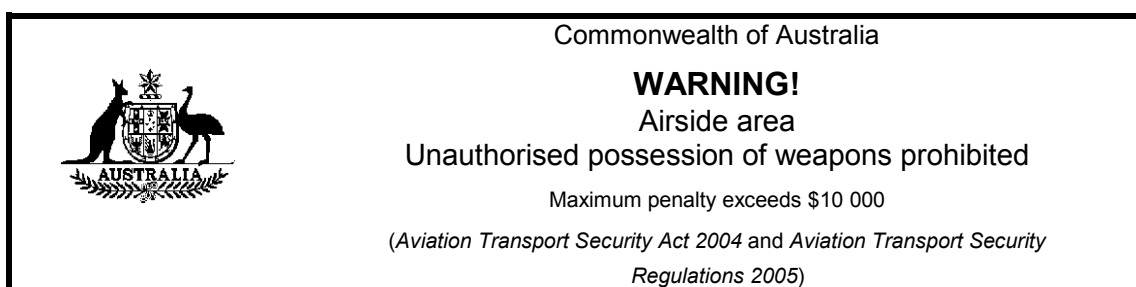 Commonwealth of Australia
WARNING!
Airside area
Unauthorised possession of weapons prohibited
Maximum penalty exceeds $10 000
(Aviation Transport Security Act 2004 and Aviation Transport Security
Regulations 2005)
AUSTRALIA